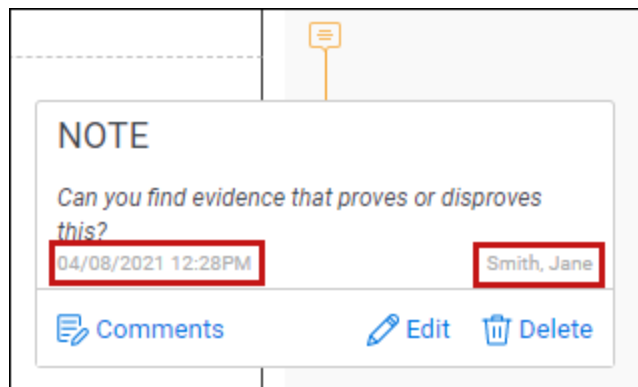 NOTE
Can you find evidence that proves or disproves
this?
04/08/2021 12:28PM Smith, Jane
Comments Edit Delete